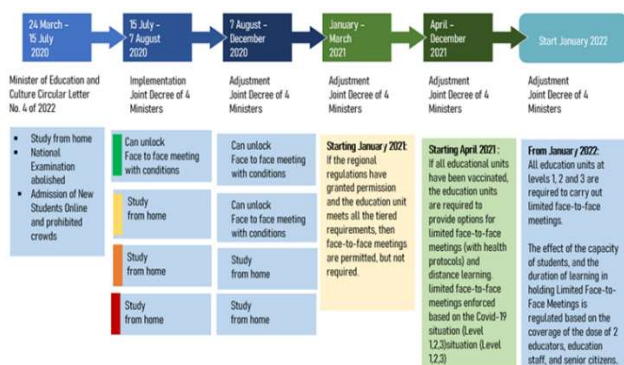 24 March –
15 July
2020
15 July –
7 August
2020
7 August –
December
2020
January –
March
2021
April –
December
2021
Start January 2022
Minister of Education and
Culture Circular Letter
No. 4 of 2022
Implementation
Joint Decree of 4
Ministers
Adjustment
Joint Decree of 4
Ministers
Adjustment
Joint Decree of 4
Ministers
Adjustment
Joint Decree of 4
Ministers
Adjustment
Joint Decree of 4
Ministers
▪ Study from home
▪ National
Examination
abolished
▪ Admission of New
Students Online
and prohibited
crowds
Can unlock
Face to face meeting
with conditions
Study
from home
Study
from home
Study
from home
Can unlock
Face to face meeting
with conditions
Can unlock
Face to face meeting
with conditions
Study
from home
Study
from home
Starting January 2021:
If the regional
regulations have
granted permission
and the education unit
meets all the tiered
requirements, then
face-to-face meetings
are permitted, but not
required.
Starting April 2021 :
If all educational units
have been vaccinated,
the education units
are required to
provide options for
limited face-to-face
meetings (with health
protocols) and
distance learning.
limited face-to-face
meetings enforced
based on the Covid-19
situation (Level
1,2,3)situation (Level
1,2,3)
From January 2022:
All education units at
levels 1, 2 and 3 are
required to carry out
limited face-to-face
meetings.
The effect of the capacity
of students, and the
duration of learning in
holding Limited Face-to-
Face Meetings is
regulated based on the
coverage of the dose of 2
educators, education
staff, and senior citizens.